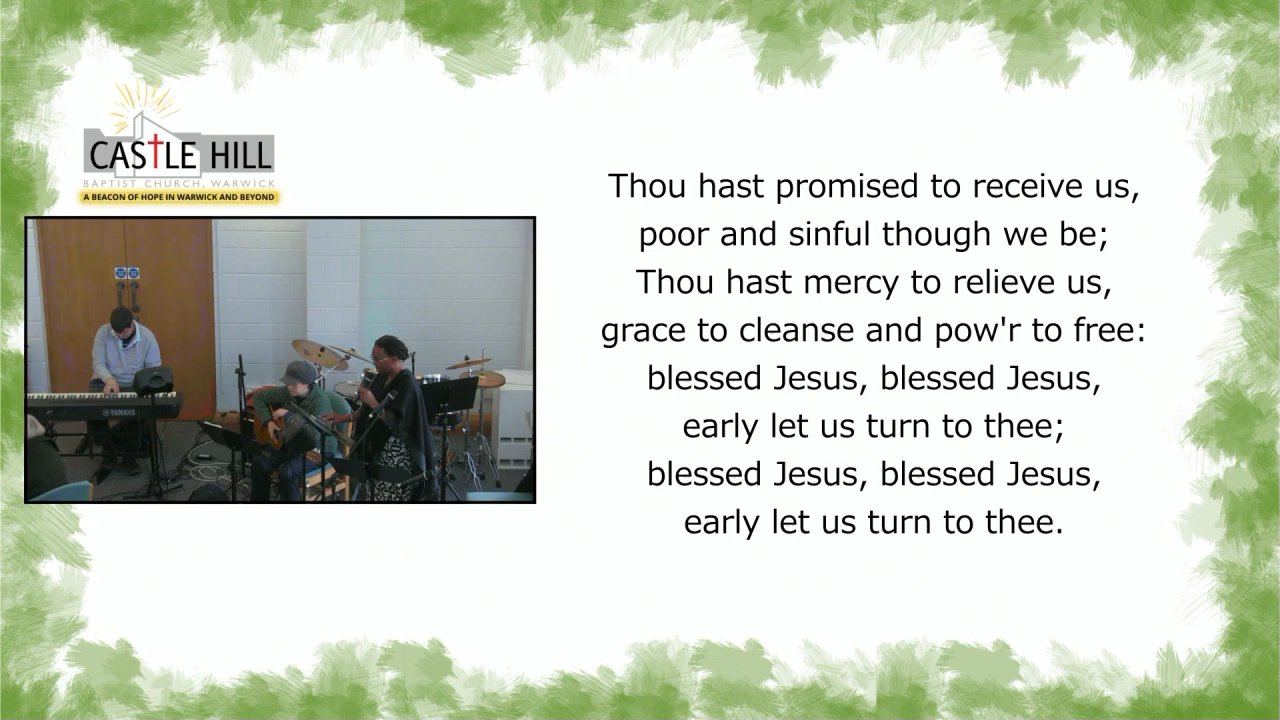 CASTLE HILL
BAPTIST CHURCH, WARWICK
A BEACON OF HOPE IN WARWICK AND BEYOND
YAMAHA
Thou hast promised to receive us,
poor and sinful though we be;
Thou hast mercy to relieve us,
grace to cleanse and pow'r to free:
blessed Jesus, blessed Jesus,
early let us turn to thee;
blessed Jesus, blessed Jesus,
early let us turn to thee.